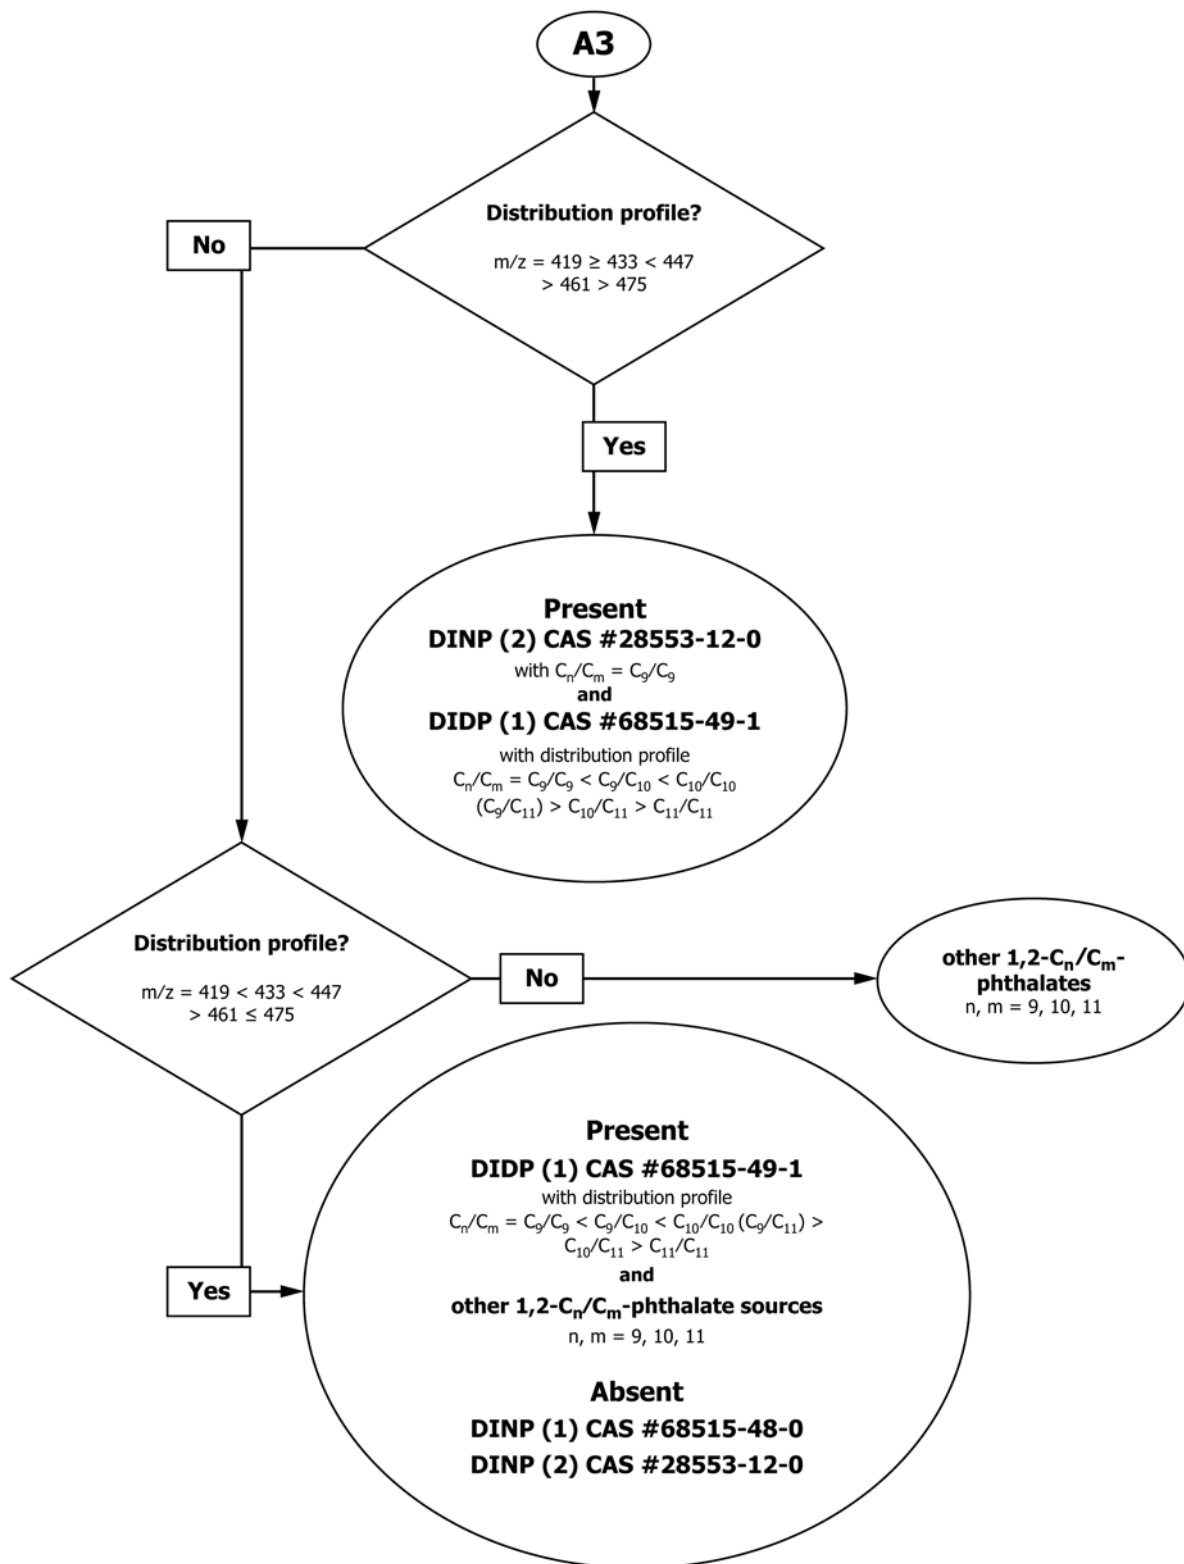 A3
Distribution profile?
m/z = 419 ≥ 433 < 447
> 461 > 475
No
Yes
Present
DINP (2) CAS #28553-12-0
with Cₙ/Cₘ = C₉/C₉
and
DIDP (1) CAS #68515-49-1
with distribution profile
Cₙ/Cₘ = C₉/C₉ < C₉/C₁₀ < C₁₀/C₁₀
(C₉/C₁₁) > C₁₀/C₁₁ > C₁₁/C₁₁
Distribution profile?
m/z = 419 < 433 < 447
> 461 ≤ 475
No
other 1,2-Cₙ/Cₘ-
phthalates
n, m = 9, 10, 11
Yes
Present
DIDP (1) CAS #68515-49-1
with distribution profile
Cₙ/Cₘ = C₉/C₉ < C₉/C₁₀ < C₁₀/C₁₀ (C₉/C₁₁) >
C₁₀/C₁₁ > C₁₁/C₁₁
and
other 1,2-Cₙ/Cₘ-phthalate sources
n, m = 9, 10, 11
Absent
DINP (1) CAS #68515-48-0
DINP (2) CAS #28553-12-0